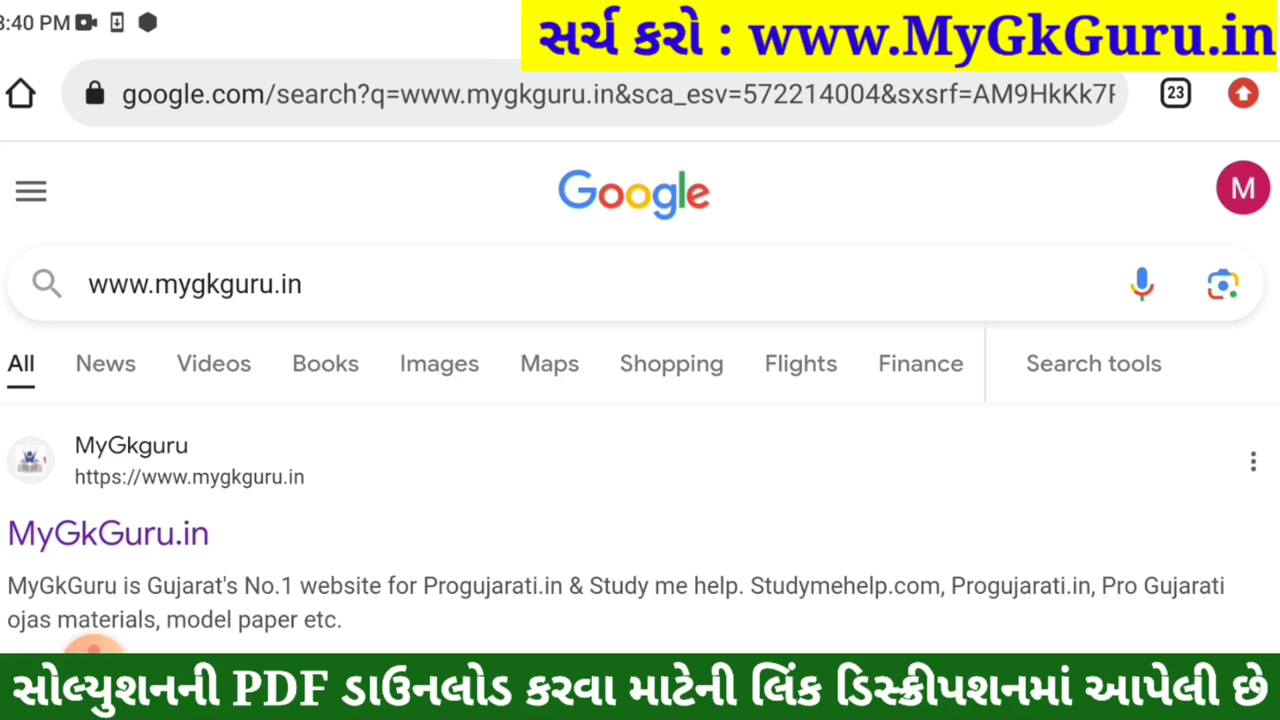 3:40 PM
સર્ચ કરો : www.MyGkGuru.in
google.com/search?q=www.mygkguru.in&sca_esv=572214004&sxsrf=AM9HkKk7F
23
Google
M
www.mygkguru.in
All News Videos Books Images Maps Shopping Flights Finance Search tools
MyGkguru
https://www.mygkguru.in
MyGkGuru.in
MyGkGuru is Gujarat's No.1 website for Progujarati.in & Study me help. Studymehelp.com, Progujarati.in, Pro Gujarati
ojas materials, model paper etc.
સોલ્યુશનની PDF ડાઉનલોડ કરવા માટેની લિંક ડિસ્ક્રીપશનમાં આપેલી છે